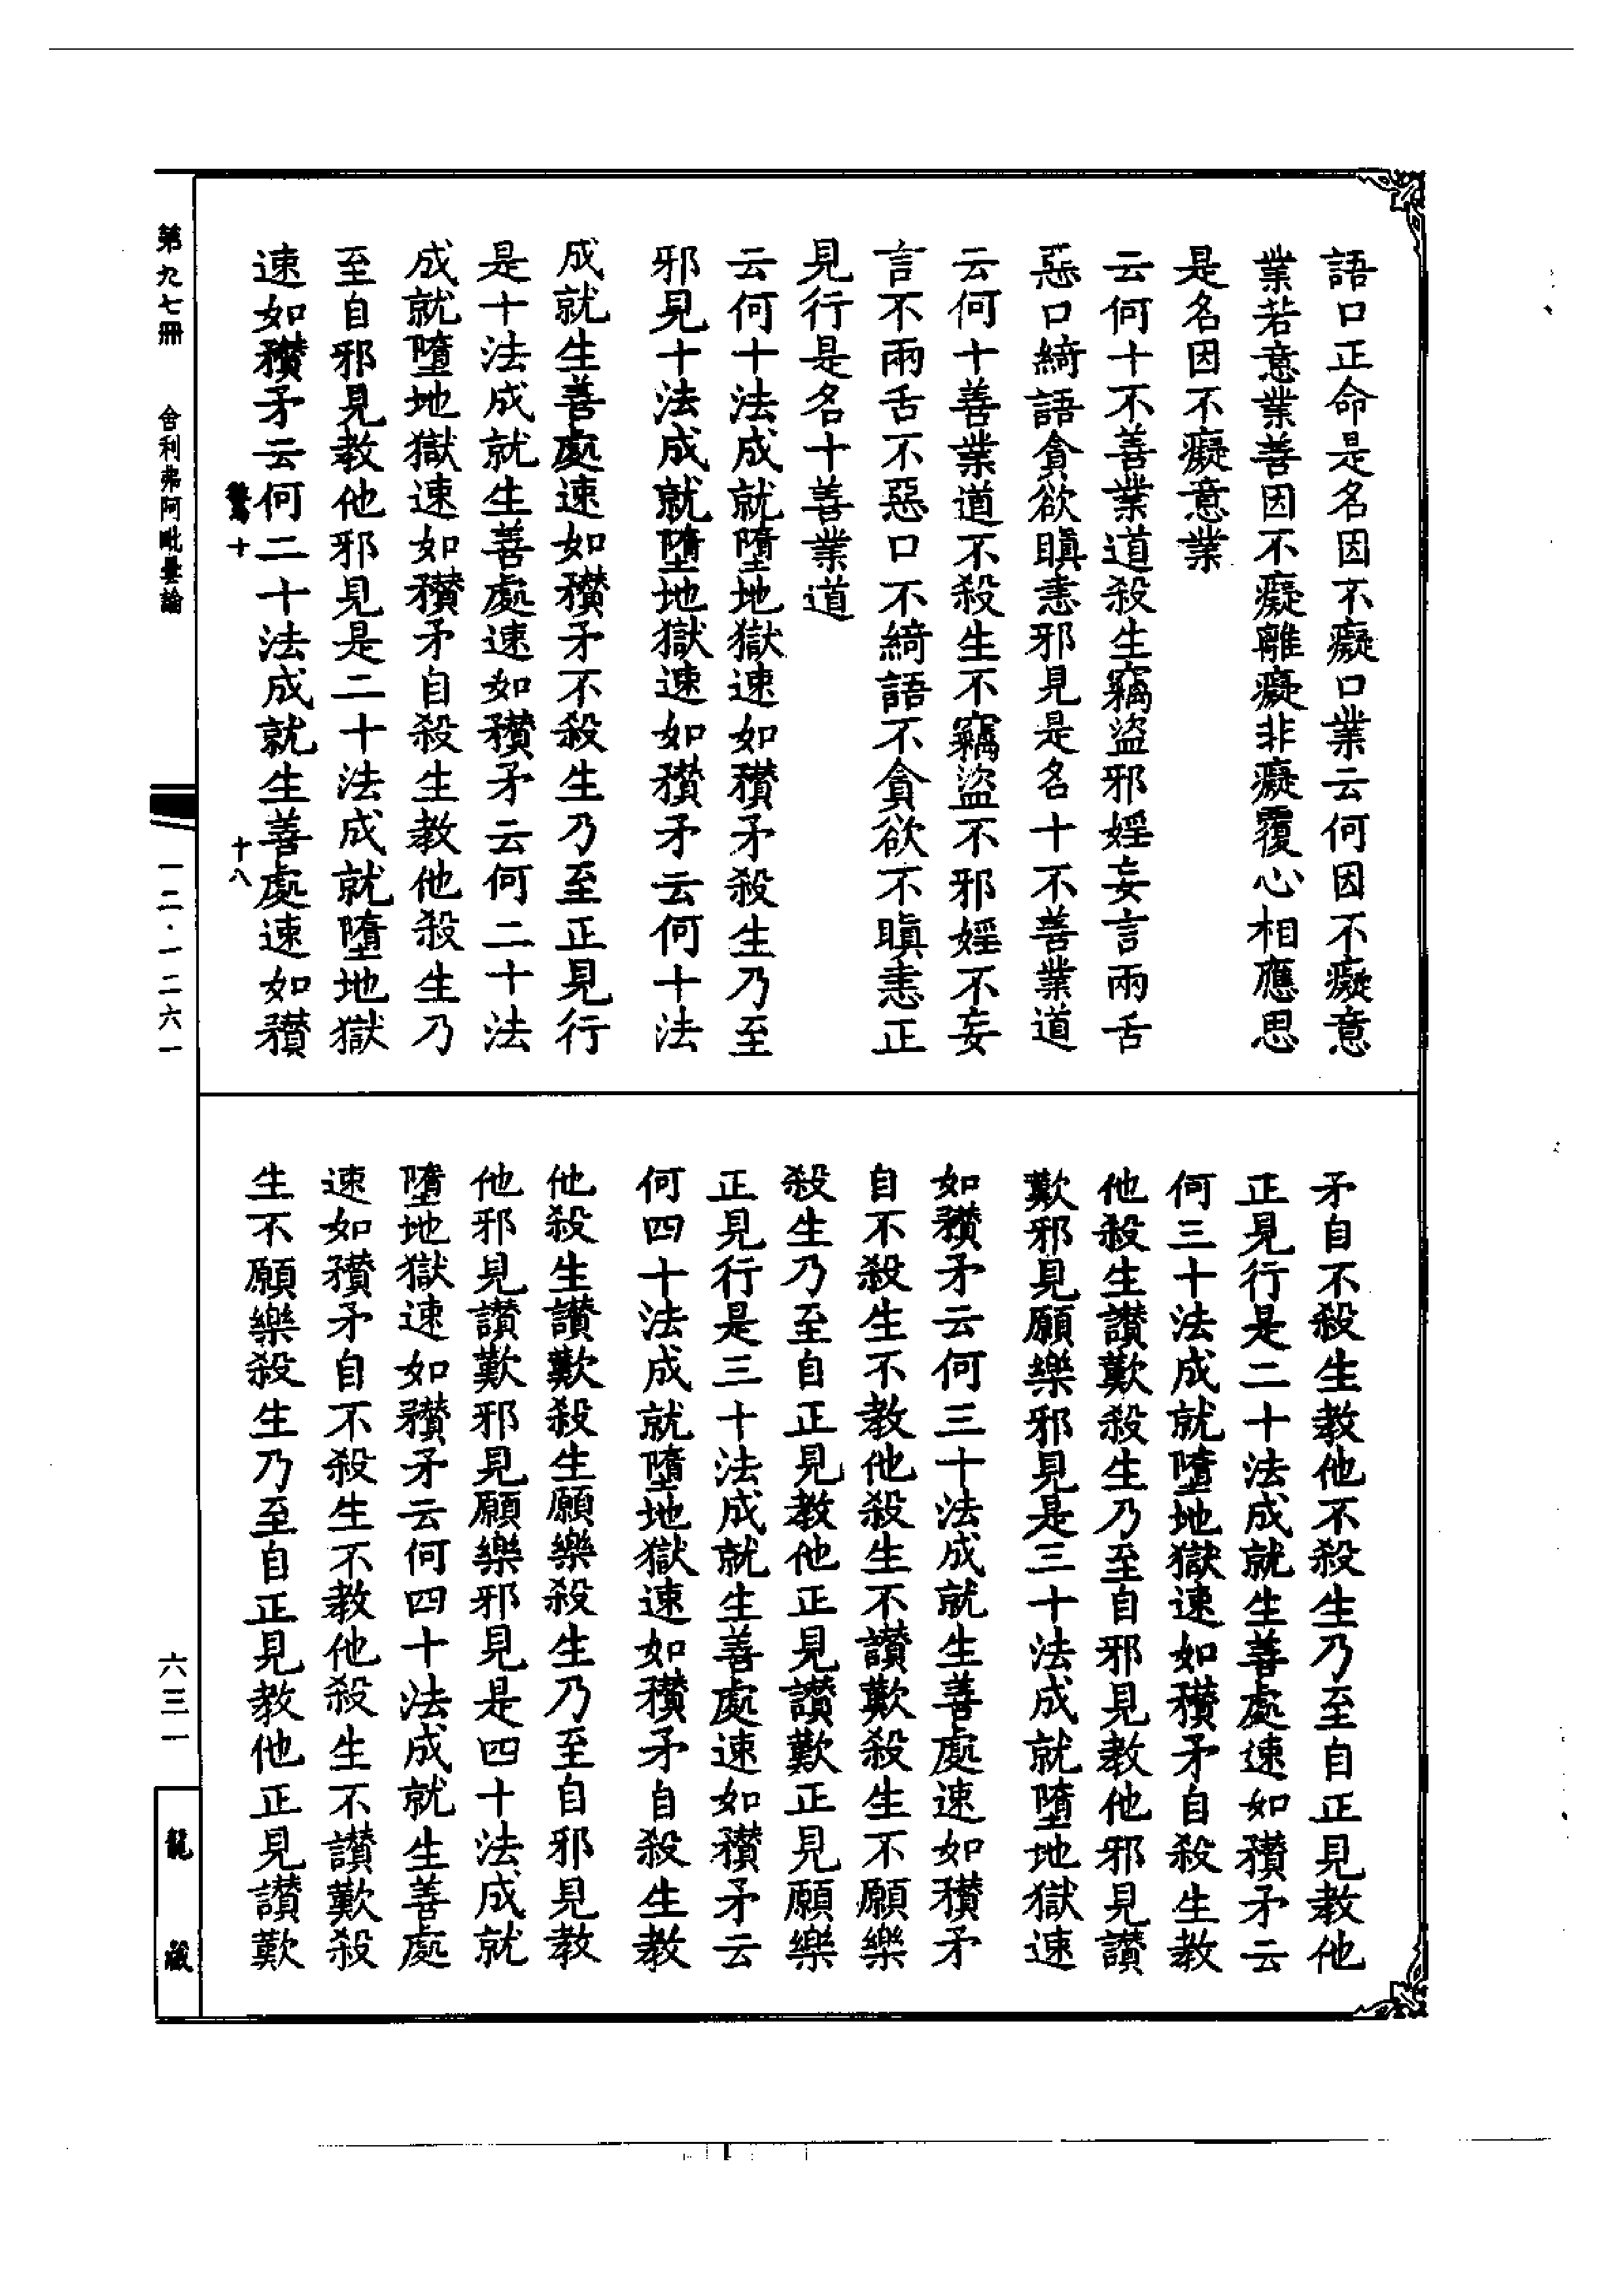 語口正命是名因不癡口業云何因不癡意
業若意業善因不癡離癡非癡覆心相應思
是名因不癡意業
云何十不善業道殺生竊盜邪婬妄言兩舌
惡口綺語貪欲瞋恚邪見是名十不善業道
云何十善業道不殺生不竊盜不邪婬不妄
言不兩舌不惡口不綺語不貪欲不瞋恚正
見行是名十善業道
云何十法成就墮地獄速如穳矛殺生乃至
邪見十法成就墮地獄速如穳矛云何十法
成就生善處速如穳矛不殺生乃至正見行
是十法成就生善處速如穳矛云何二十法
成就墮地獄速如穳矛自殺生教他殺生乃
至自邪見教他邪見是二十法成就墮地獄
速如穳矛云何二十法成就生善處速如穳
十 十八
矛自不殺生教他不殺生乃至自正見教他
正見行是二十法成就生善處速如穳矛云
何三十法成就墮地獄速如穳矛自殺生教
他殺生讃歎殺生乃至自邪見教他邪見讃
歎邪見願樂邪見是三十法成就墮地獄速
如穳矛云何三十法成就生善處速如穳矛
自不殺生不教他殺生不讃歎殺生不願樂
殺生乃至自正見教他正見讃歎正見願樂
正見行是三十法成就生善處速如穳矛云
何四十法成就墮地獄速如穳矛自殺生教
他殺生讃歎殺生願樂殺生乃至自邪見教
他邪見讃歎邪見願樂邪見是四十法成就
墮地獄速如穳矛云何四十法成就生善處
速如穳矛自不殺生不教他殺生不讃歎殺
生不願樂殺生乃至自正見教他正見讃歎
第九七冊 舍利弗阿毗曇論 一二·一二六一 六三一 龍藏